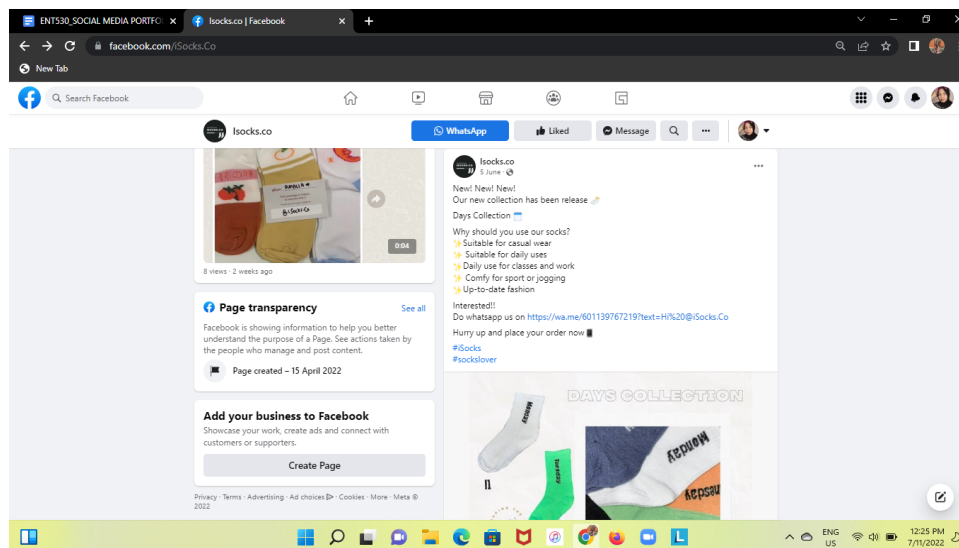 ENT530_SOCIAL MEDIA PORTFO
Isocks.co | Facebook
facebook.com/iSocks.Co
New Tab
Search Facebook
Isocks.co
WhatsApp
Liked
Message
@iSocks.Co
0:04
8 views · 2 weeks ago
Page transparency
See all
Facebook is showing information to help you better
understand the purpose of a Page. See actions taken by
the people who manage and post content.
Page created – 15 April 2022
Add your business to Facebook
Showcase your work, create ads and connect with
customers or supporters.
Create Page
Privacy · Terms · Advertising · Ad choices · Cookies · More · Meta ©
2022
Isocks.co
5 June
New! New! New!
Our new collection has been release
Days Collection
Why should you use our socks?
Suitable for casual wear
Suitable for daily uses
Daily use for classes and work
Comfy for sport or jogging
Up-to-date fashion
Interested!!
Do whatsapp us on https://wa.me/601139767219?text=Hi%20@iSocks.Co
Hurry up and place your order now
#iSocks
#sockslover
DAYS COLLECTION
Monday
Tuesday
Monday
ENG
US
12:25 PM
7/11/2022